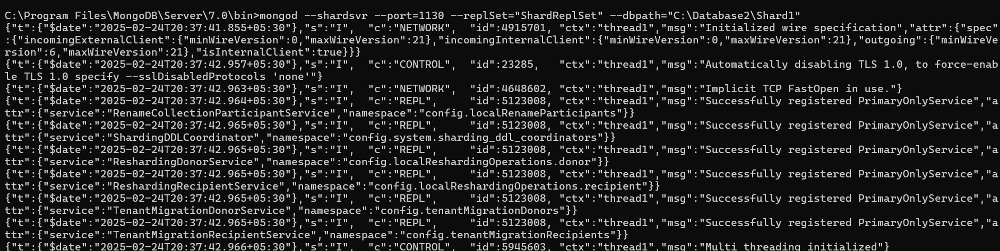 C:\Program Files\MongoDB\Server\7.0\bin>mongod --shardsvr --port=1130 --replSet="ShardReplSet" --dbpath="C:\Database2\Shard1"
{"t":{"$date":"2025-02-24T20:37:41.855+05:30"},"s":"I",  "c":"NETWORK",  "id":4915701, "ctx":"thread1","msg":"Initialized wire specification","attr":{"spec"
:{"incomingExternalClient":{"minWireVersion":0,"maxWireVersion":21},"incomingInternalClient":{"minWireVersion":0,"maxWireVersion":21},"outgoing":{"minWireVe
rsion":6,"maxWireVersion":21},"isInternalClient":true}}}
{"t":{"$date":"2025-02-24T20:37:42.957+05:30"},"s":"I",  "c":"CONTROL",  "id":23285,   "ctx":"thread1","msg":"Automatically disabling TLS 1.0, to force-enab
le TLS 1.0 specify --sslDisabledProtocols 'none'"}
{"t":{"$date":"2025-02-24T20:37:42.963+05:30"},"s":"I",  "c":"NETWORK",  "id":4648602, "ctx":"thread1","msg":"Implicit TCP FastOpen in use."}
{"t":{"$date":"2025-02-24T20:37:42.964+05:30"},"s":"I",  "c":"REPL",     "id":5123008, "ctx":"thread1","msg":"Successfully registered PrimaryOnlyService","a
ttr":{"service":"RenameCollectionParticipantService","namespace":"config.localRenameParticipants"}}
{"t":{"$date":"2025-02-24T20:37:42.965+05:30"},"s":"I",  "c":"REPL",     "id":5123008, "ctx":"thread1","msg":"Successfully registered PrimaryOnlyService","a
ttr":{"service":"ShardingDDLCoordinator","namespace":"config.system.sharding_ddl_coordinators"}}
{"t":{"$date":"2025-02-24T20:37:42.965+05:30"},"s":"I",  "c":"REPL",     "id":5123008, "ctx":"thread1","msg":"Successfully registered PrimaryOnlyService","a
ttr":{"service":"ReshardingDonorService","namespace":"config.localReshardingOperations.donor"}}
{"t":{"$date":"2025-02-24T20:37:42.965+05:30"},"s":"I",  "c":"REPL",     "id":5123008, "ctx":"thread1","msg":"Successfully registered PrimaryOnlyService","a
ttr":{"service":"ReshardingRecipientService","namespace":"config.localReshardingOperations.recipient"}}
{"t":{"$date":"2025-02-24T20:37:42.965+05:30"},"s":"I",  "c":"REPL",     "id":5123008, "ctx":"thread1","msg":"Successfully registered PrimaryOnlyService","a
ttr":{"service":"TenantMigrationDonorService","namespace":"config.tenantMigrationDonors"}}
{"t":{"$date":"2025-02-24T20:37:42.965+05:30"},"s":"I",  "c":"REPL",     "id":5123008, "ctx":"thread1","msg":"Successfully registered PrimaryOnlyService","a
ttr":{"service":"TenantMigrationRecipientService","namespace":"config.tenantMigrationRecipients"}}
{"t":{"$date":"2025-02-24T20:37:42.966+05:30"},"s":"I",  "c":"CONTROL",  "id":5945603, "ctx":"thread1","msg":"Multi threading initialized"}